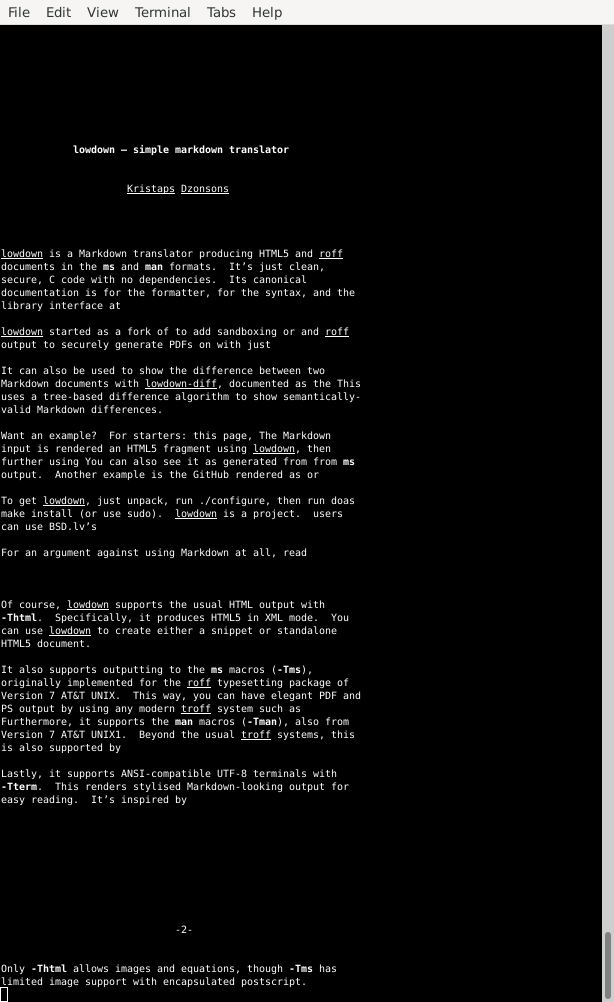 File Edit View Terminal Tabs Help
lowdown — simple markdown translator
Kristaps Dzonsons
lowdown is a Markdown translator producing HTML5 and roff
documents in the ms and man formats.  It’s just clean,
secure, C code with no dependencies.  Its canonical
documentation is for the formatter, for the syntax, and the
library interface at
lowdown started as a fork of to add sandboxing or and roff
output to securely generate PDFs on with just
It can also be used to show the difference between two
Markdown documents with lowdown-diff, documented as the This
uses a tree-based difference algorithm to show semantically-
valid Markdown differences.
Want an example?  For starters: this page, The Markdown
input is rendered an HTML5 fragment using lowdown, then
further using You can also see it as generated from from ms
output.  Another example is the GitHub rendered as or
To get lowdown, just unpack, run ./configure, then run doas
make install (or use sudo).  lowdown is a project.  users
can use BSD.lv’s
For an argument against using Markdown at all, read
Of course, lowdown supports the usual HTML output with
-Thtml.  Specifically, it produces HTML5 in XML mode.  You
can use lowdown to create either a snippet or standalone
HTML5 document.
It also supports outputting to the ms macros (-Tms),
originally implemented for the roff typesetting package of
Version 7 AT&T UNIX.  This way, you can have elegant PDF and
PS output by using any modern troff system such as
Furthermore, it supports the man macros (-Tman), also from
Version 7 AT&T UNIX1.  Beyond the usual troff systems, this
is also supported by
Lastly, it supports ANSI-compatible UTF-8 terminals with
-Tterm.  This renders stylised Markdown-looking output for
easy reading.  It’s inspired by
-2-
Only -Thtml allows images and equations, though -Tms has
limited image support with encapsulated postscript.